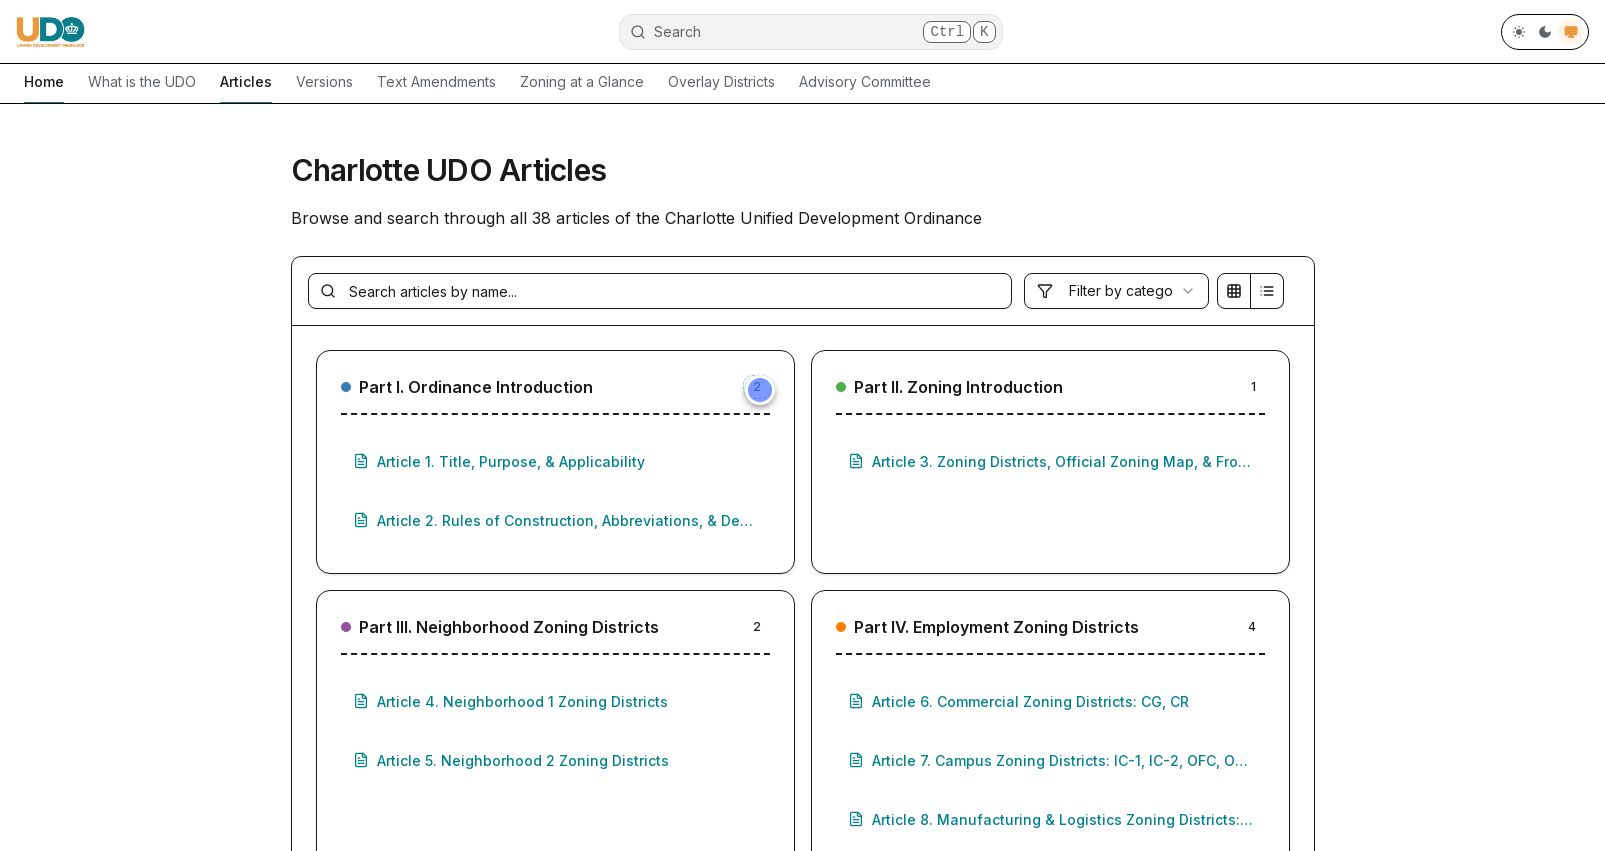 UDO
UNIFIED DEVELOPMENT ORDINANCE
Search
Ctrl K
Home What is the UDO Articles Versions Text Amendments Zoning at a Glance Overlay Districts Advisory Committee
Charlotte UDO Articles
Browse and search through all 38 articles of the Charlotte Unified Development Ordinance
Search articles by name...
Filter by catego
Part I. Ordinance Introduction 2
Article 1. Title, Purpose, & Applicability
Article 2. Rules of Construction, Abbreviations, & De...
Part II. Zoning Introduction 1
Article 3. Zoning Districts, Official Zoning Map, & Fro...
Part III. Neighborhood Zoning Districts 2
Article 4. Neighborhood 1 Zoning Districts
Article 5. Neighborhood 2 Zoning Districts
Part IV. Employment Zoning Districts 4
Article 6. Commercial Zoning Districts: CG, CR
Article 7. Campus Zoning Districts: IC-1, IC-2, OFC, O...
Article 8. Manufacturing & Logistics Zoning Districts:...